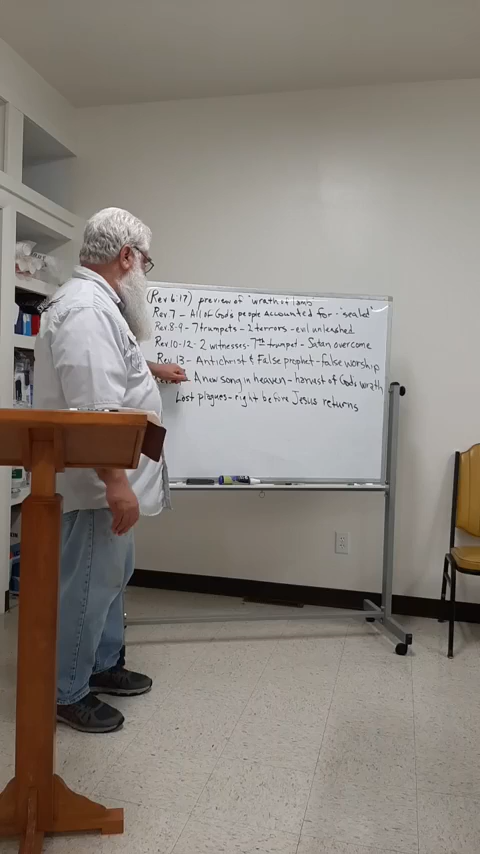 (Rev 6:17) preview of "wrath of lamb"
Rev 7 - All of God's people accounted for - "sealed"
Rev. 8-9 - 7 trumpets - 2 terrors - evil unleashed
Rev 10-12 - 2 witnesses - 7th trumpet - Satan overcome
Rev. 13 - Antichrist & False prophet - False worship
- A new song in heaven - harvest of God's wrath
Last plagues - right before Jesus returns